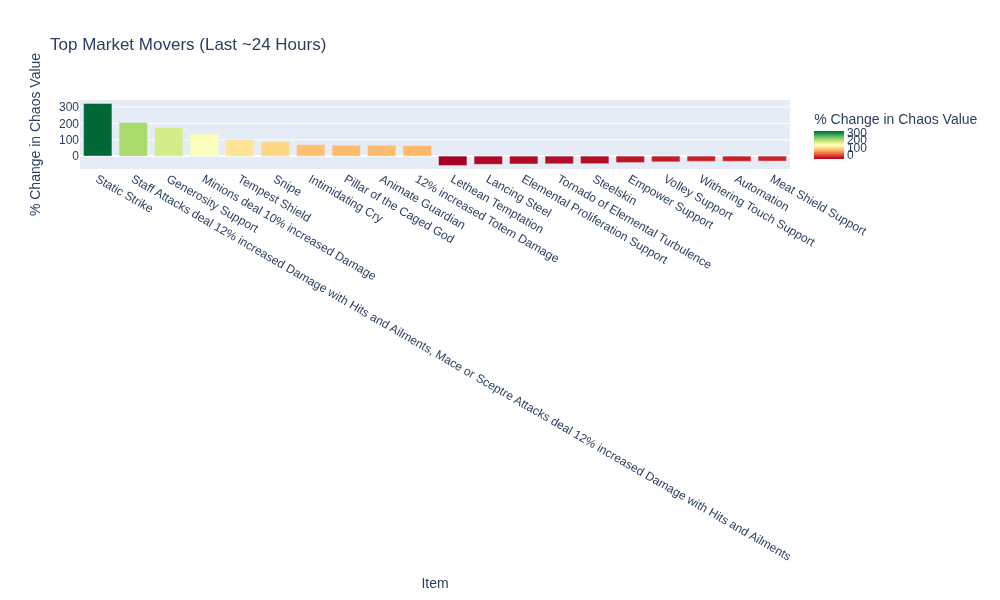 Top Market Movers (Last ~24 Hours)
% Change in Chaos Value
300
200
100
0
Static Strike
Staff Attacks deal 12% increased Damage with Hits and Ailments, Mace or Sceptre Attacks deal 12% increased Damage with Hits and Ailments
Generosity Support
Minions deal 10% increased Damage
Tempest Shield
Snipe
Intimidating Cry
Pillar of the Caged God
Animate Guardian
12% increased Totem Damage
Lethean Temptation
Lancing Steel
Elemental Proliferation Support
Tornado of Elemental Turbulence
Steelskin
Empower Support
Volley Support
Withering Touch Support
Automation
Meat Shield Support
Item
% Change in Chaos Value
300
200
100
0